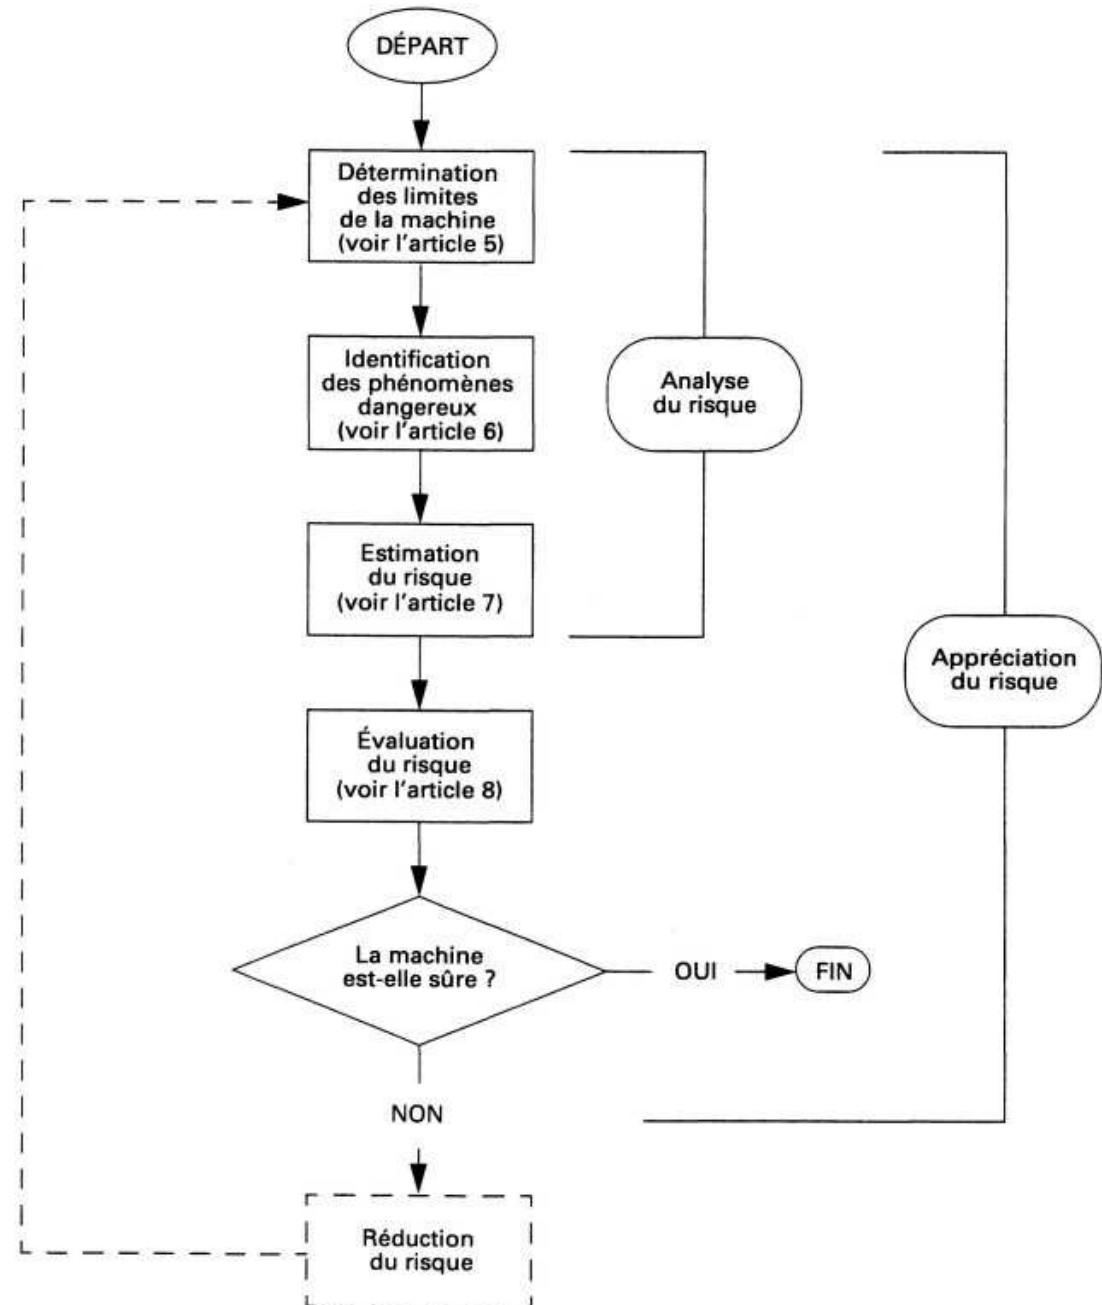 DÉPART
Détermination
des limites
de la machine
(voir l'article 5)
Identification
des phénomènes
dangereux
(voir l'article 6)
Analyse
du risque
Estimation
du risque
(voir l'article 7)
Appréciation
du risque
Évaluation
du risque
(voir l'article 8)
La machine
est-elle sûre ?
OUI
FIN
NON
Réduction
du risque